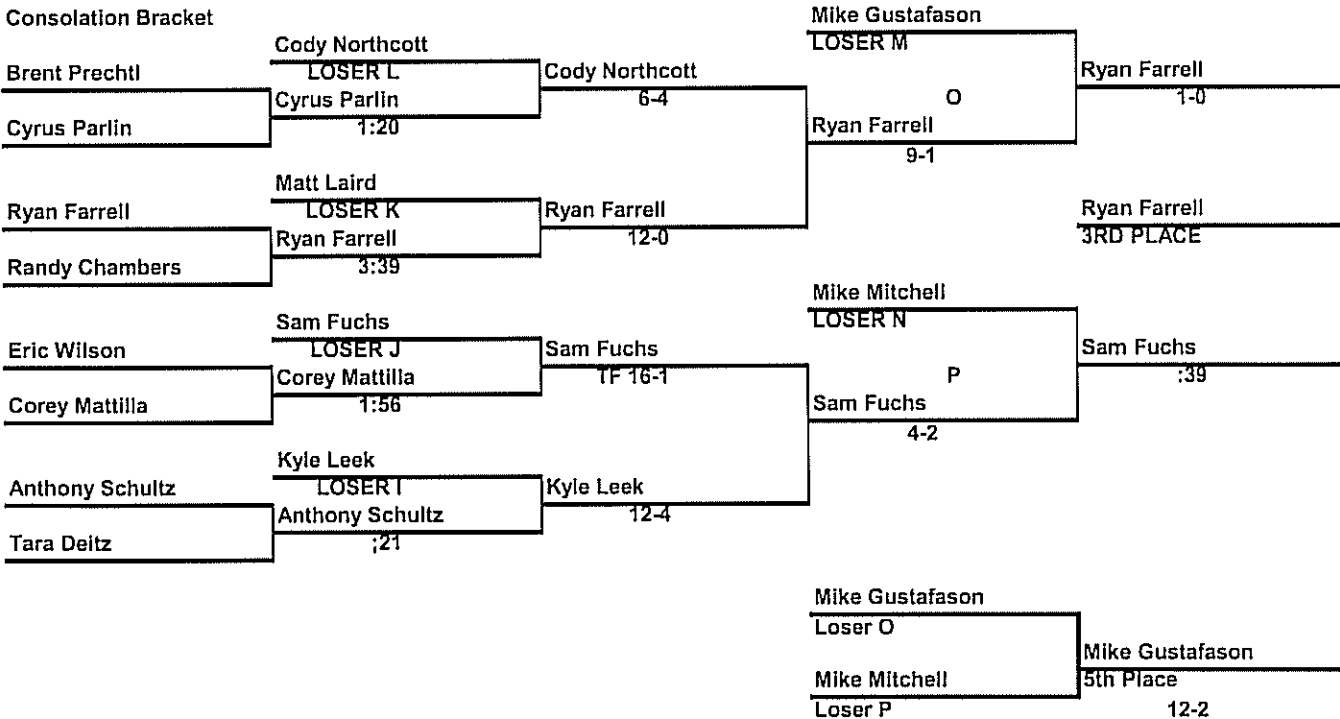 Consolation Bracket
Brent Prechtl
Cyrus Parlin
Ryan Farrell
Randy Chambers
Eric Wilson
Corey Mattilla
Anthony Schultz
Tara Deitz
Cody Northcott
LOSER L
Cyrus Parlin
1:20
Matt Laird
LOSER K
Ryan Farrell
3:39
Sam Fuchs
LOSER J
Corey Mattilla
1:56
Kyle Leek
LOSER I
Anthony Schultz
;21
Cody Northcott
6-4
Ryan Farrell
12-0
Sam Fuchs
TF 16-1
Kyle Leek
12-4
Mike Gustafason
LOSER M
O
Ryan Farrell
9-1
Mike Mitchell
LOSER N
P
Sam Fuchs
4-2
Ryan Farrell
1-0
Ryan Farrell
3RD PLACE
Sam Fuchs
:39
Mike Gustafason
Loser O
Mike Mitchell
Loser P
Mike Gustafason
5th Place
12-2